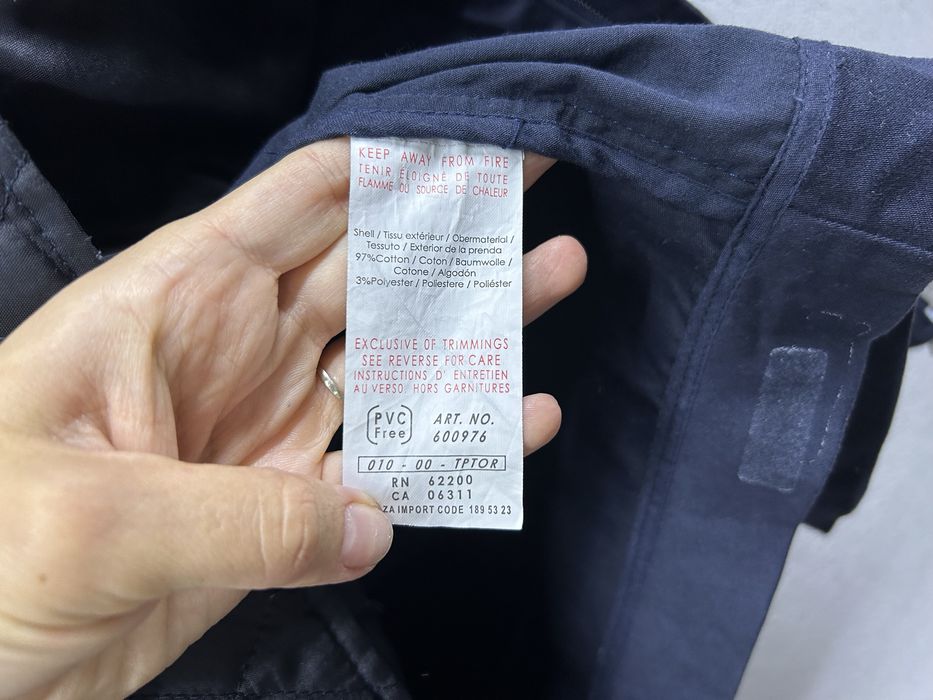 KEEP AWAY FROM FIRE
TENIR ÉLOIGNÉ DE TOUTE
FLAMME OU SOURCE DE CHALEUR
Shell / Tissu extérieur / Obermaterial /
Tessuto / Exterior de la prenda
97%Cotton / Coton / Baumwolle /
Cotone / Algodón
3%Polyester / Poliestere / Poliéster
EXCLUSIVE OF TRIMMINGS
SEE REVERSE FOR CARE
INSTRUCTIONS D' ENTRETIEN
AU VERSO. HORS GARNITURES
PVC
Free
ART. NO.
600976
010 - 00 - TPTOR
RN 62200
CA 06311
ZA IMPORT CODE 189 53 23